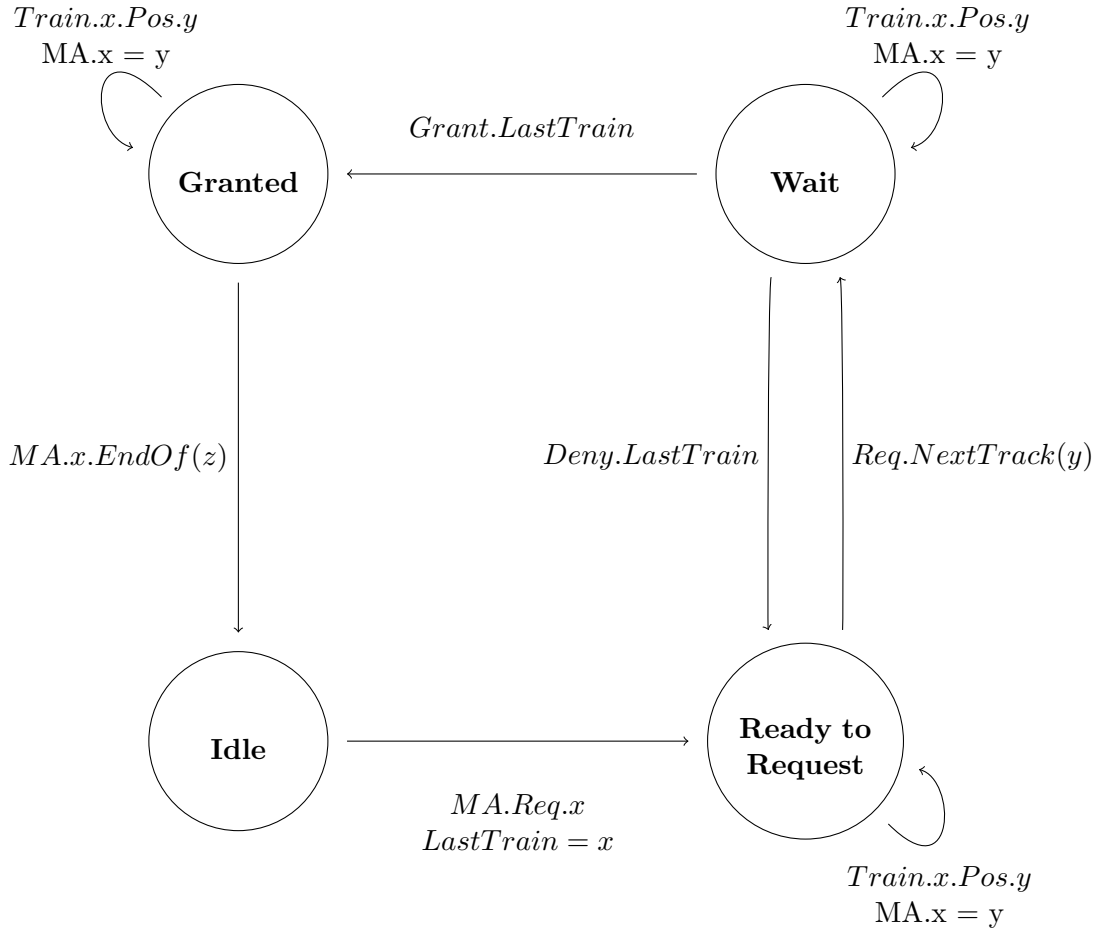 Train.x.Pos.y
MA.x = y
Train.x.Pos.y
MA.x = y
Grant.LastTrain
Granted
Wait
MA.x.EndOf(z)
Deny.LastTrain
Req.NextTrack(y)
Idle
Ready to
Request
MA.Req.x
LastTrain = x
Train.x.Pos.y
MA.x = y